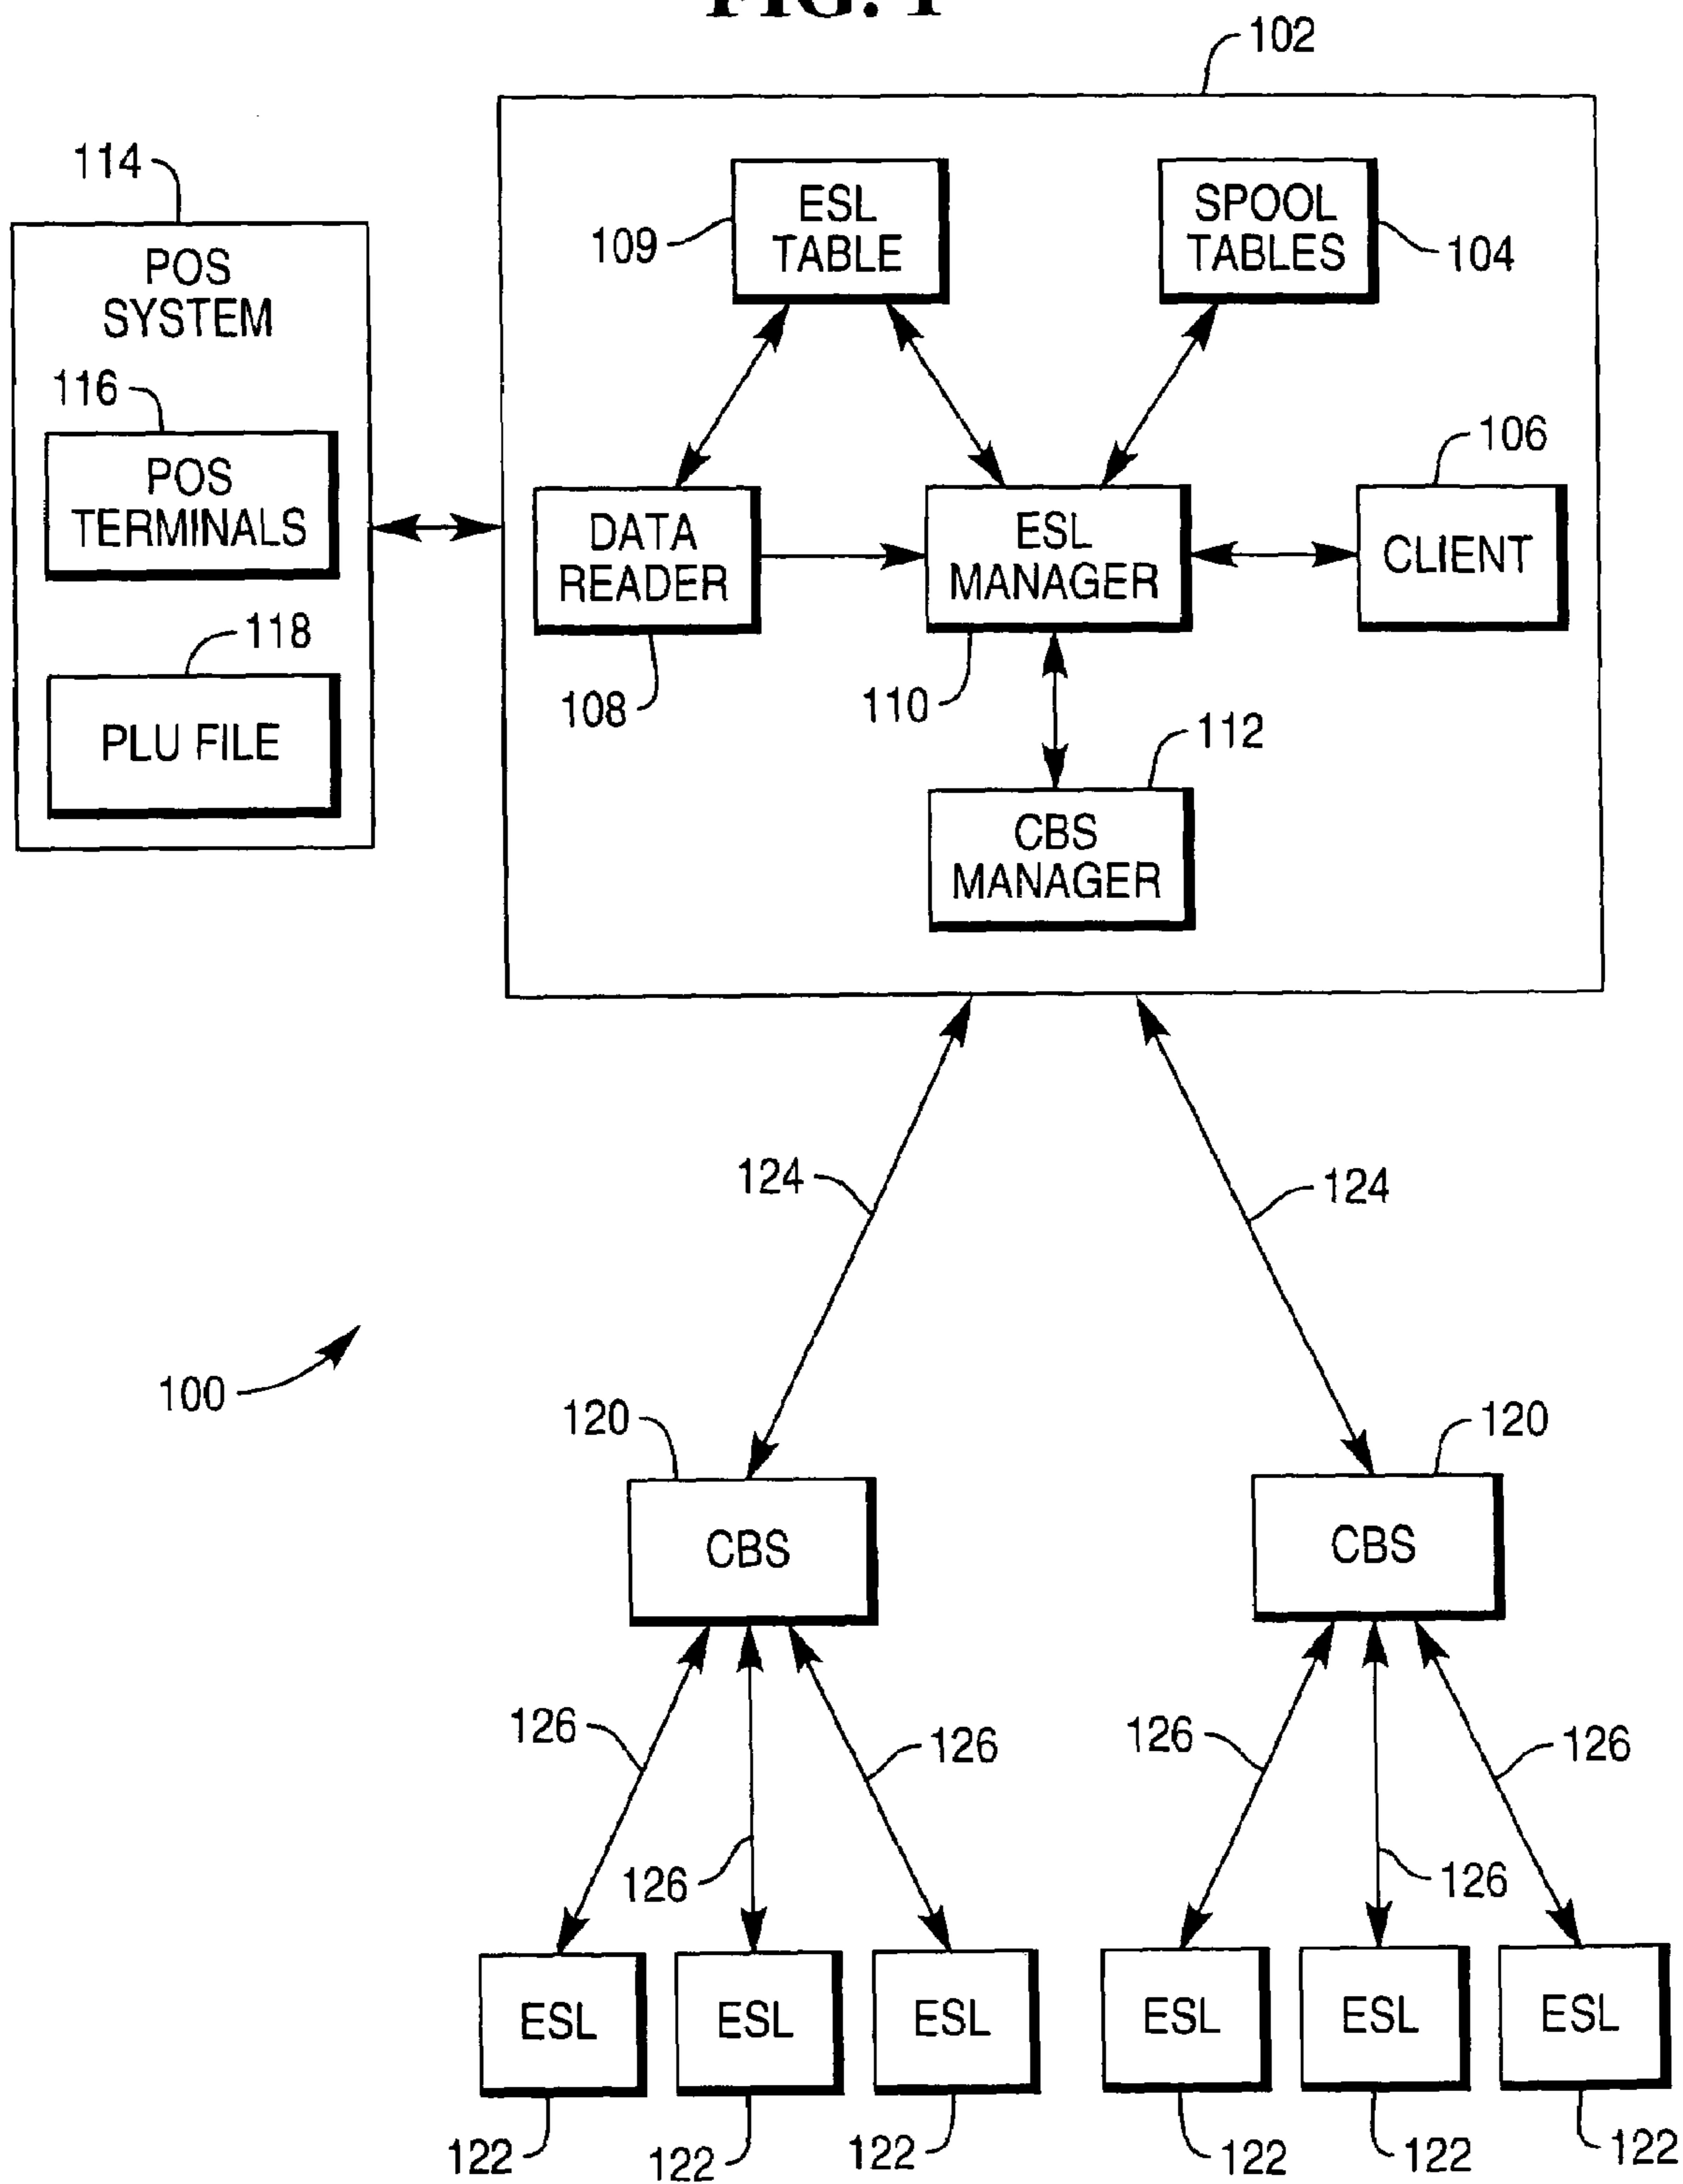 FIG. 1
102
114
POS
SYSTEM
116
POS
TERMINALS
118
PLU FILE
109
ESL
TABLE
SPOOL
TABLES
104
106
DATA
READER
ESL
MANAGER
CLIENT
108
110
112
CBS
MANAGER
124
124
100
120
120
CBS
CBS
126
126
126
126
126
126
ESL
ESL
ESL
ESL
ESL
ESL
122
122
122
122
122
122